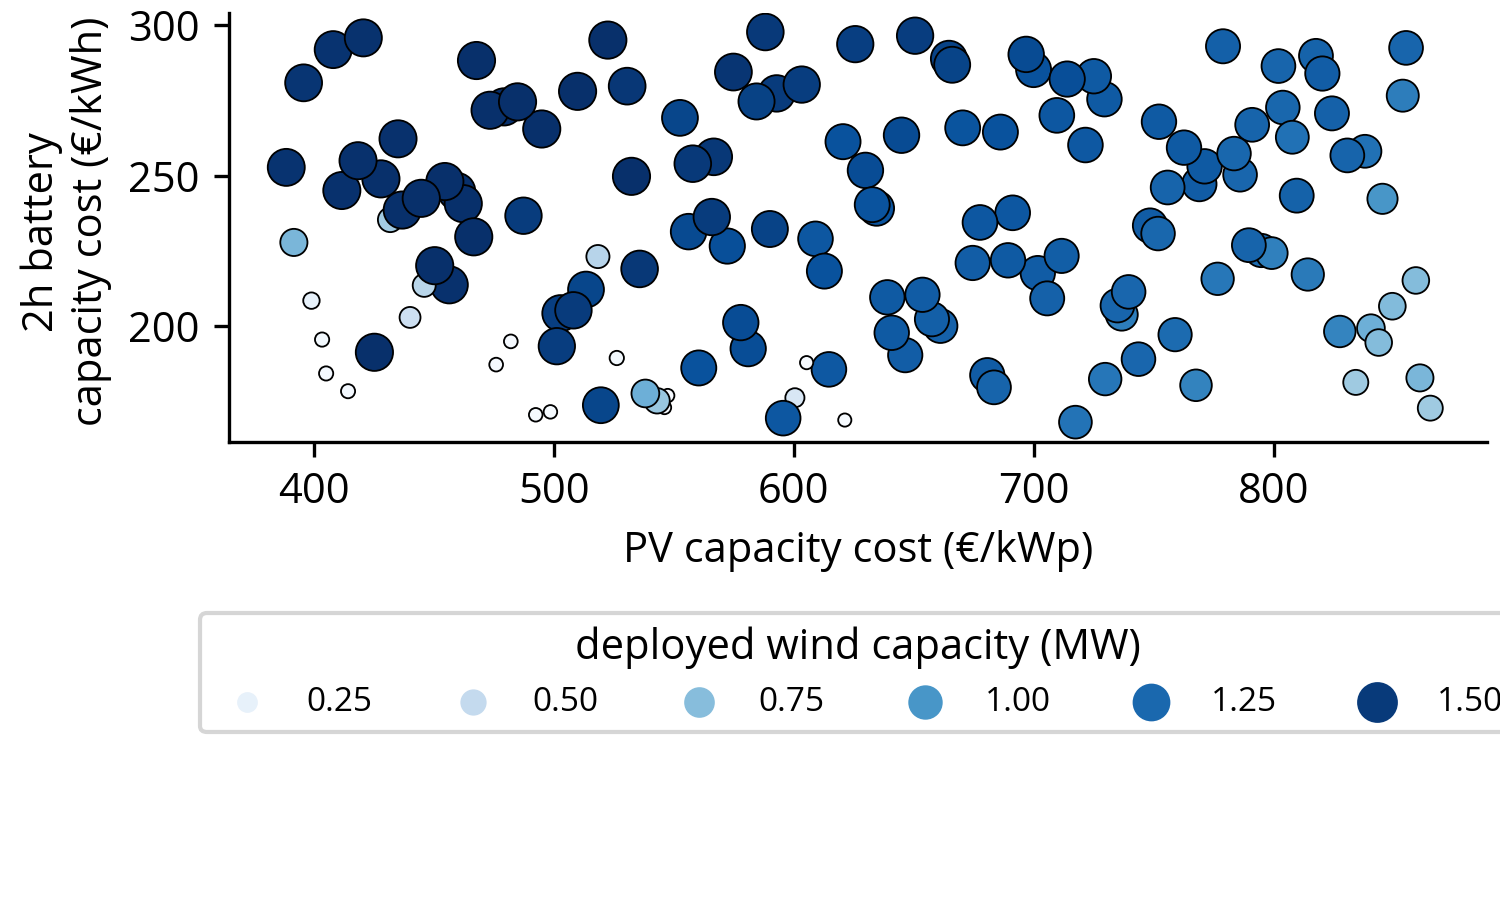 2h battery
capacity cost (€/kWh)
300
250
200
400 500 600 700 800
PV capacity cost (€/kWp)
deployed wind capacity (MW)
0.25 0.50 0.75 1.00 1.25 1.50